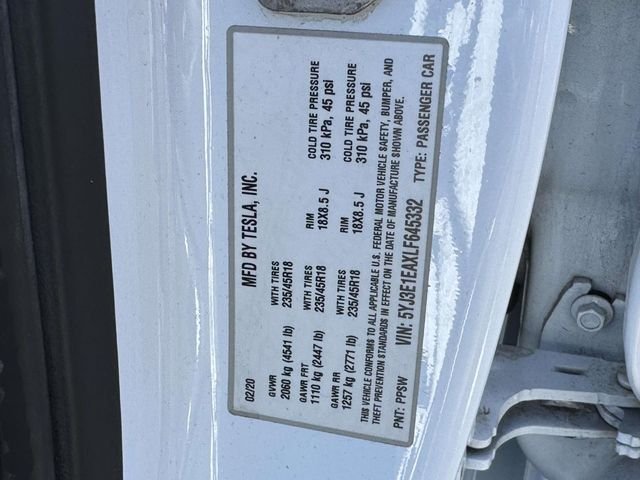 MFD BY TESLA, INC.
02/20
GVWR WITH TIRES RIM COLD TIRE PRESSURE
2060 kg (4541 lb) 235/45R18 18X8.5 J 310 kPa, 45 psi
GAWR FRT WITH TIRES
1110 kg (2447 lb) 235/45R18
GAWR RR WITH TIRES RIM COLD TIRE PRESSURE
1257 kg (2771 lb) 235/45R18 18X8.5 J 310 kPa, 45 psi
THIS VEHICLE CONFORMS TO ALL APPLICABLE U.S. FEDERAL MOTOR VEHICLE SAFETY, BUMPER, AND
THEFT PREVENTION STANDARDS IN EFFECT ON THE DATE OF MANUFACTURE SHOWN ABOVE.
PNT: PPSW VIN: 5YJ3E1EAXLF645332 TYPE: PASSENGER CAR